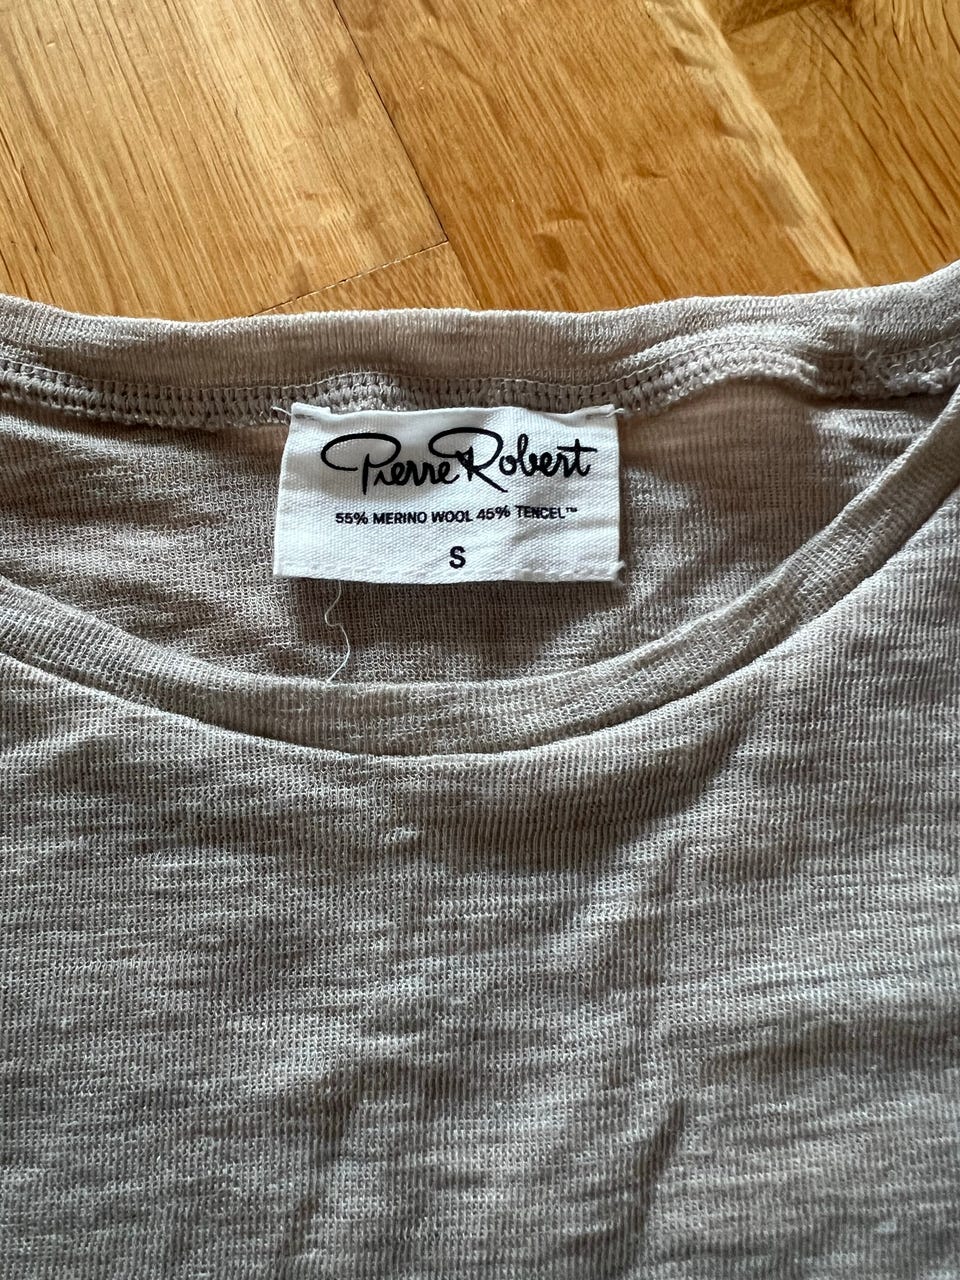 Pierre Robert
55% MERINO WOOL 45% TENCEL™
S